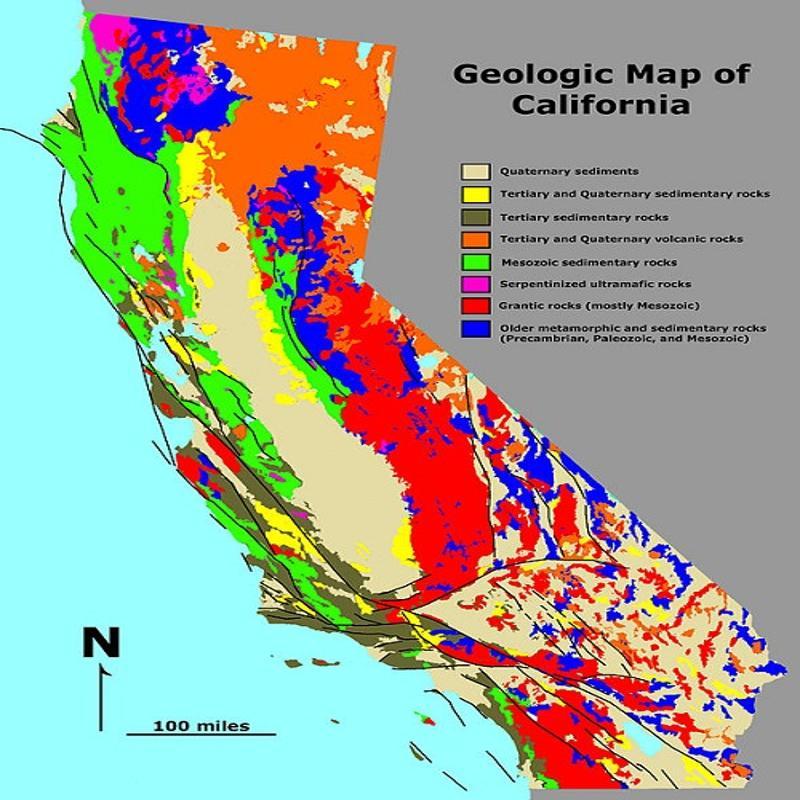 Geologic Map of
California
Quaternary sediments
Tertiary and Quaternary sedimentary rocks
Tertiary sedimentary rocks
Tertiary and Quaternary volcanic rocks
Mesozoic sedimentary rocks
Serpentinized ultramafic rocks
Grantic rocks (mostly Mesozoic)
Older metamorphic and sedimentary rocks
(Precambrian, Paleozoic, and Mesozoic)
N
100 miles